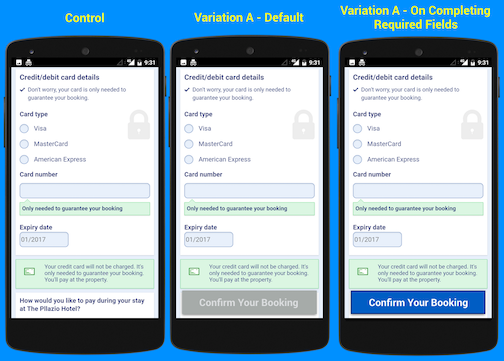 Control
Variation A - Default
Variation A - On Completing
Required Fields
9:31
Credit/debit card details
Don't worry, your card is only needed to
guarantee your booking.
Card type
Visa
MasterCard
American Express
Card number
Only needed to guarantee your booking
Expiry date
01/2017
Your credit card will not be charged. It's
only needed to guarantee your booking.
You'll pay at the property.
How would you like to pay during your stay
at The Pilazio Hotel?
9:31
Credit/debit card details
Don't worry, your card is only needed to
guarantee your booking.
Card type
Visa
MasterCard
American Express
Card number
Only needed to guarantee your booking
Expiry date
01/2017
Your credit card will not be charged. It's
only needed to guarantee your booking.
You'll pay at the property.
Confirm Your Booking
9:31
Credit/debit card details
Don't worry, your card is only needed to
guarantee your booking.
Card type
Visa
MasterCard
American Express
Card number
Only needed to guarantee your booking
Expiry date
01/2017
Your credit card will not be charged. It's
only needed to guarantee your booking.
You'll pay at the property.
Confirm Your Booking